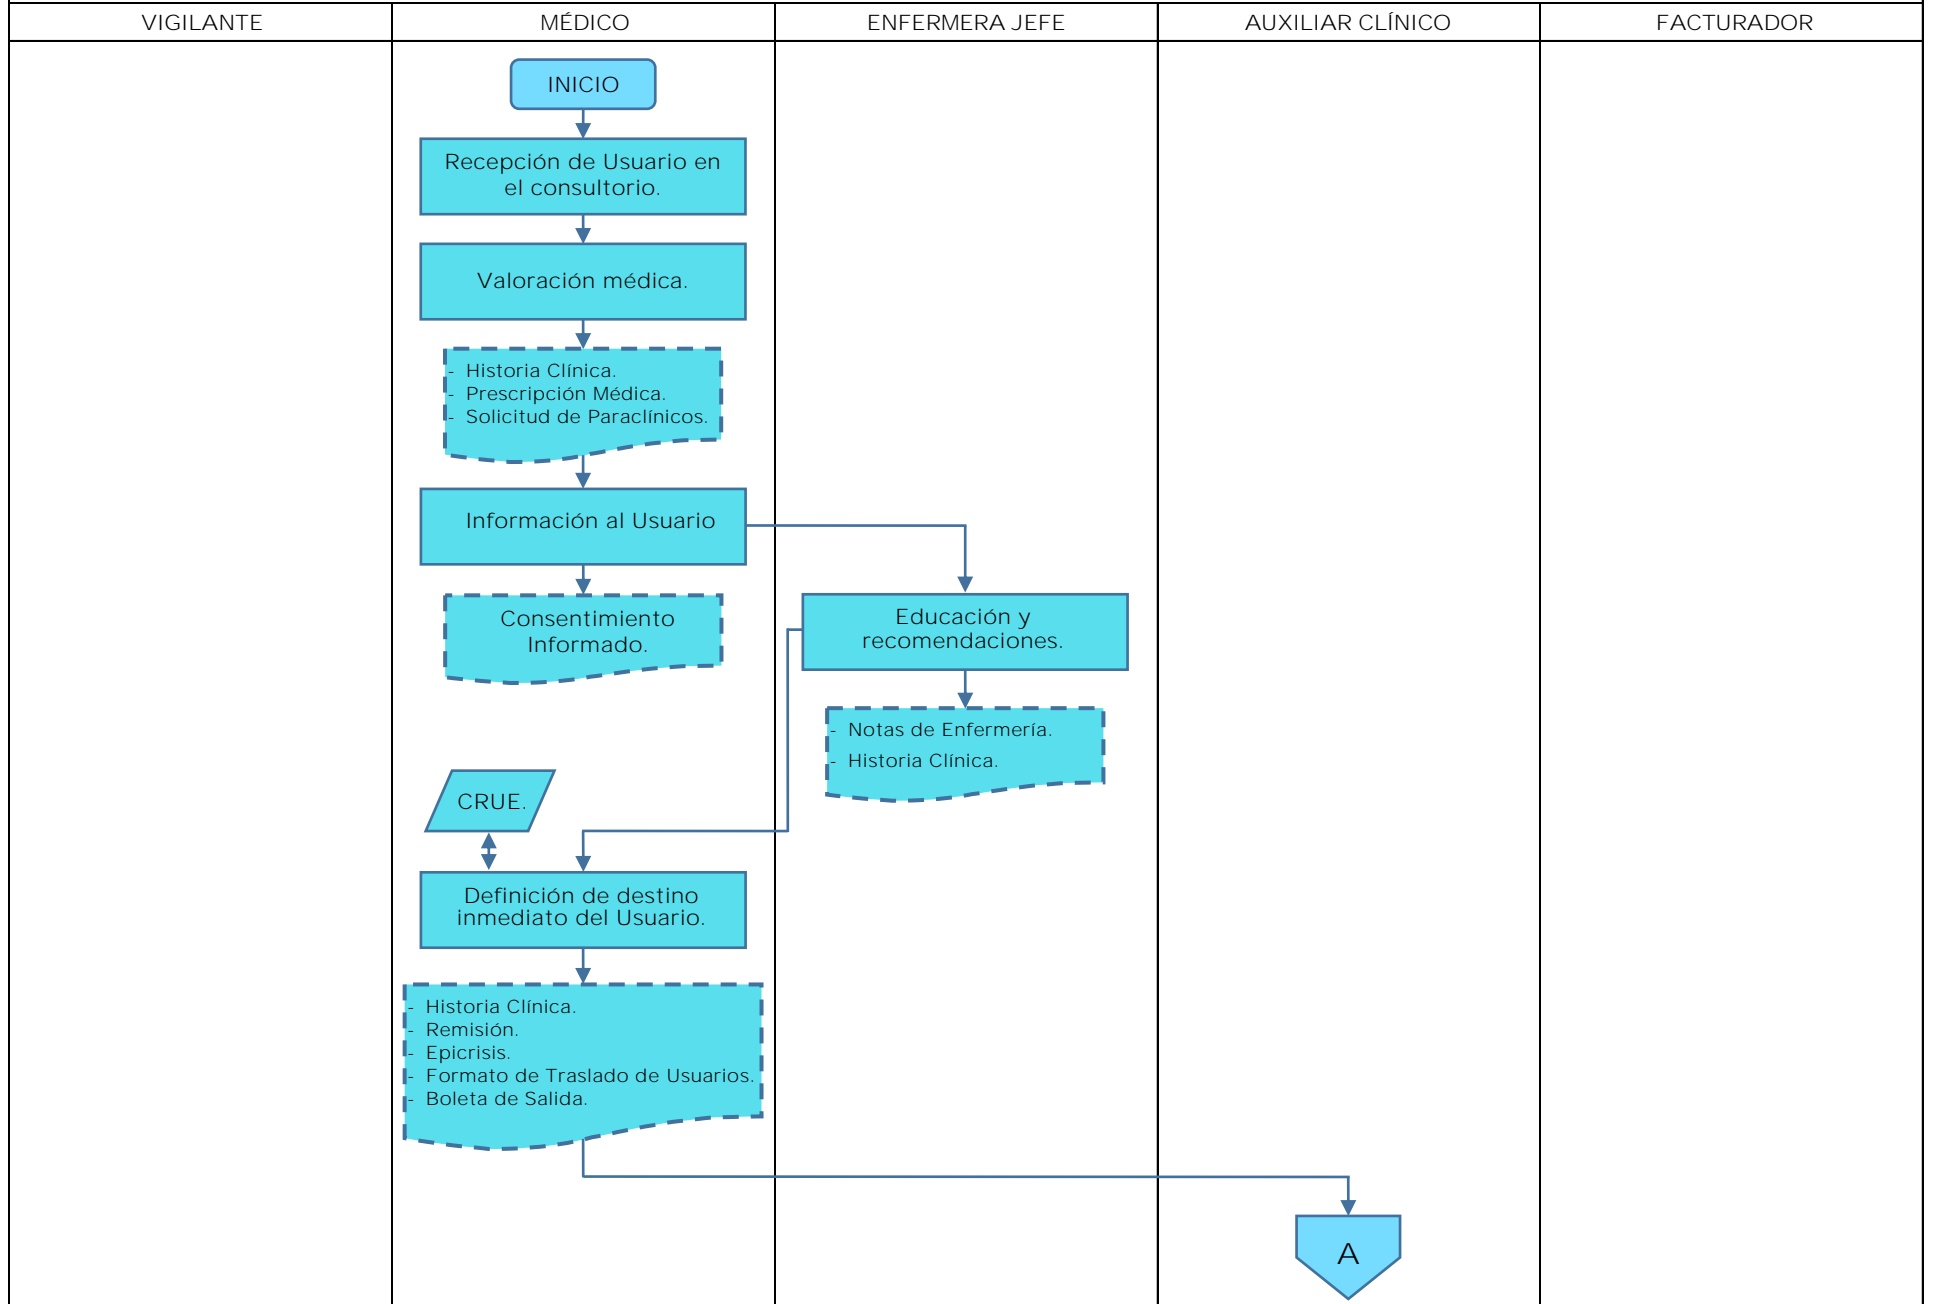 VIGILANTE
MÉDICO
ENFERMERA JEFE
AUXILIAR CLÍNICO
FACTURADOR
INICIO
Recepción de Usuario en
el consultorio.
Valoración médica.
- Historia Clínica.
- Prescripción Médica.
- Solicitud de Paraclínicos.
Información al Usuario
Consentimiento
Informado.
Educación y
recomendaciones.
- Notas de Enfermería.
- Historia Clínica.
CRUE.
Definición de destino
inmediato del Usuario.
- Historia Clínica.
- Remisión.
- Epicrisis.
- Formato de Traslado de Usuarios.
- Boleta de Salida.
A